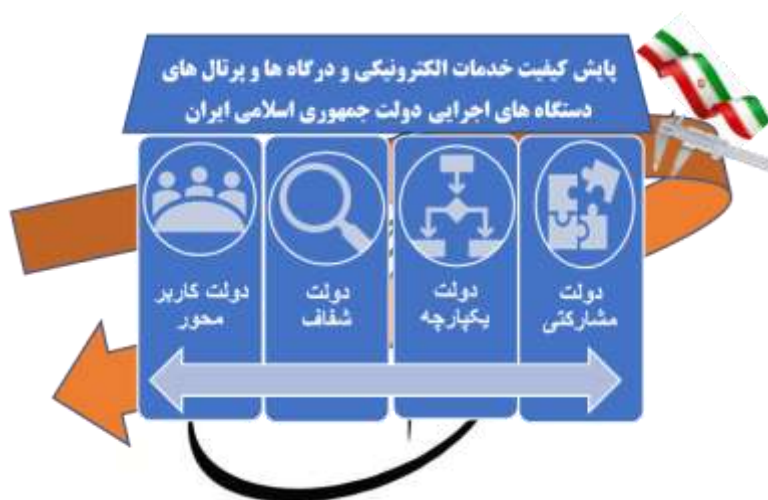 پایش کیفیت خدمات الکترونیکی و درگاه ها و پرتال های
دستگاه های اجرایی دولت جمهوری اسلامی ایران
دولت
مشارکتی
دولت
یکپارچه
دولت
شفاف
دولت کاربر
محور